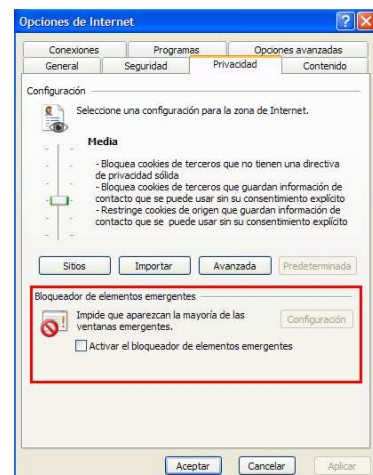 Opciones de Internet
Conexiones Programas Opciones avanzadas
General Seguridad Privacidad Contenido
Configuración
Seleccione una configuración para la zona de Internet.
Media
- Bloquea cookies de terceros que no tienen una directiva
de privacidad sólida
- Bloquea cookies de terceros que guardan información de
contacto que se puede usar sin su consentimiento explícito
- Restringe cookies de origen que guardan información de
contacto que se puede usar sin su consentimiento explícito
Sitios Importar Avanzada Predeterminada
Bloqueador de elementos emergentes
Impide que aparezcan la mayoría de las
ventanas emergentes.
Configuración
Activar el bloqueador de elementos emergentes
Aceptar Cancelar Aplicar